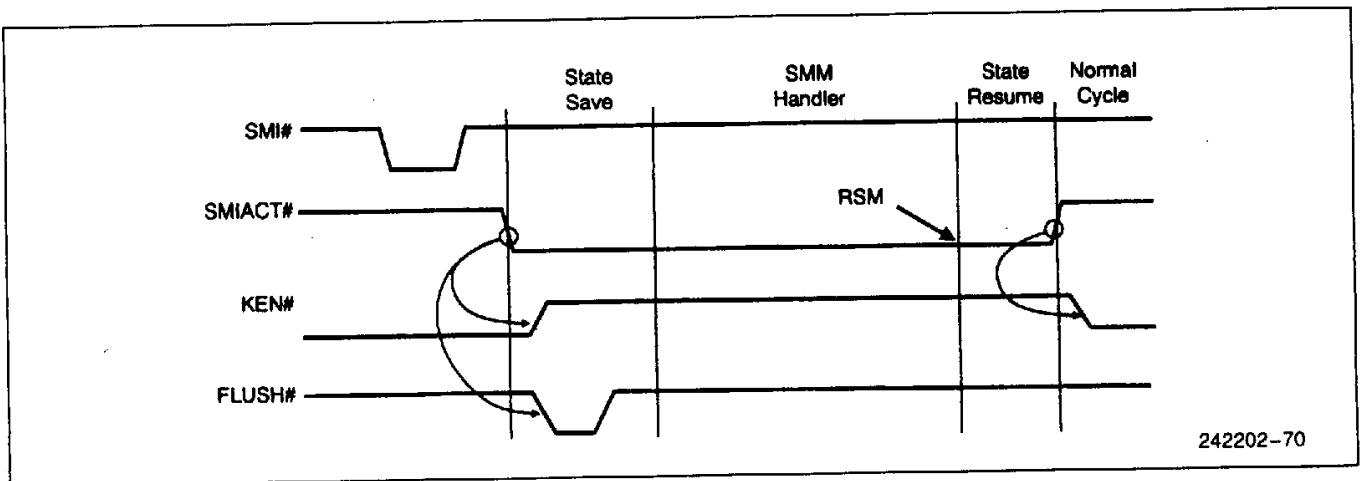 State
Save
SMM
Handler
State
Resume
Normal
Cycle
SMI#
SMIACT#
RSM
KEN#
FLUSH#
242202-70